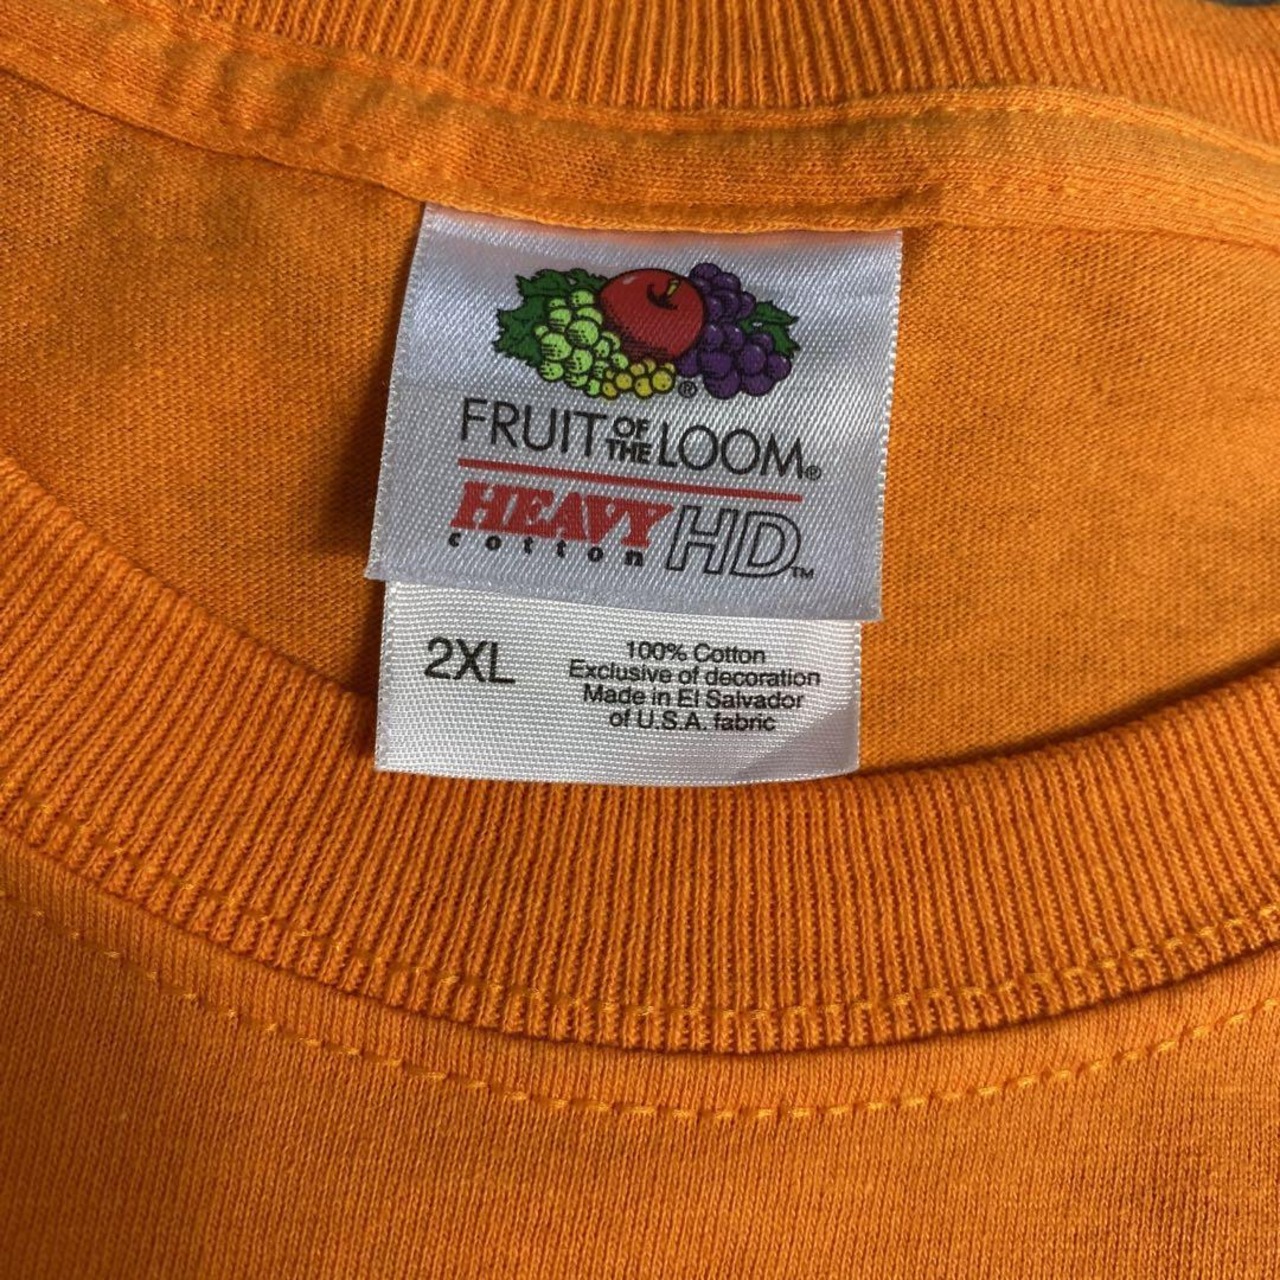 ®
FRUIT OF THE LOOM®
HEAVY cotton HD™
2XL
100% Cotton
Exclusive of decoration
Made in El Salvador
of U.S.A. fabric